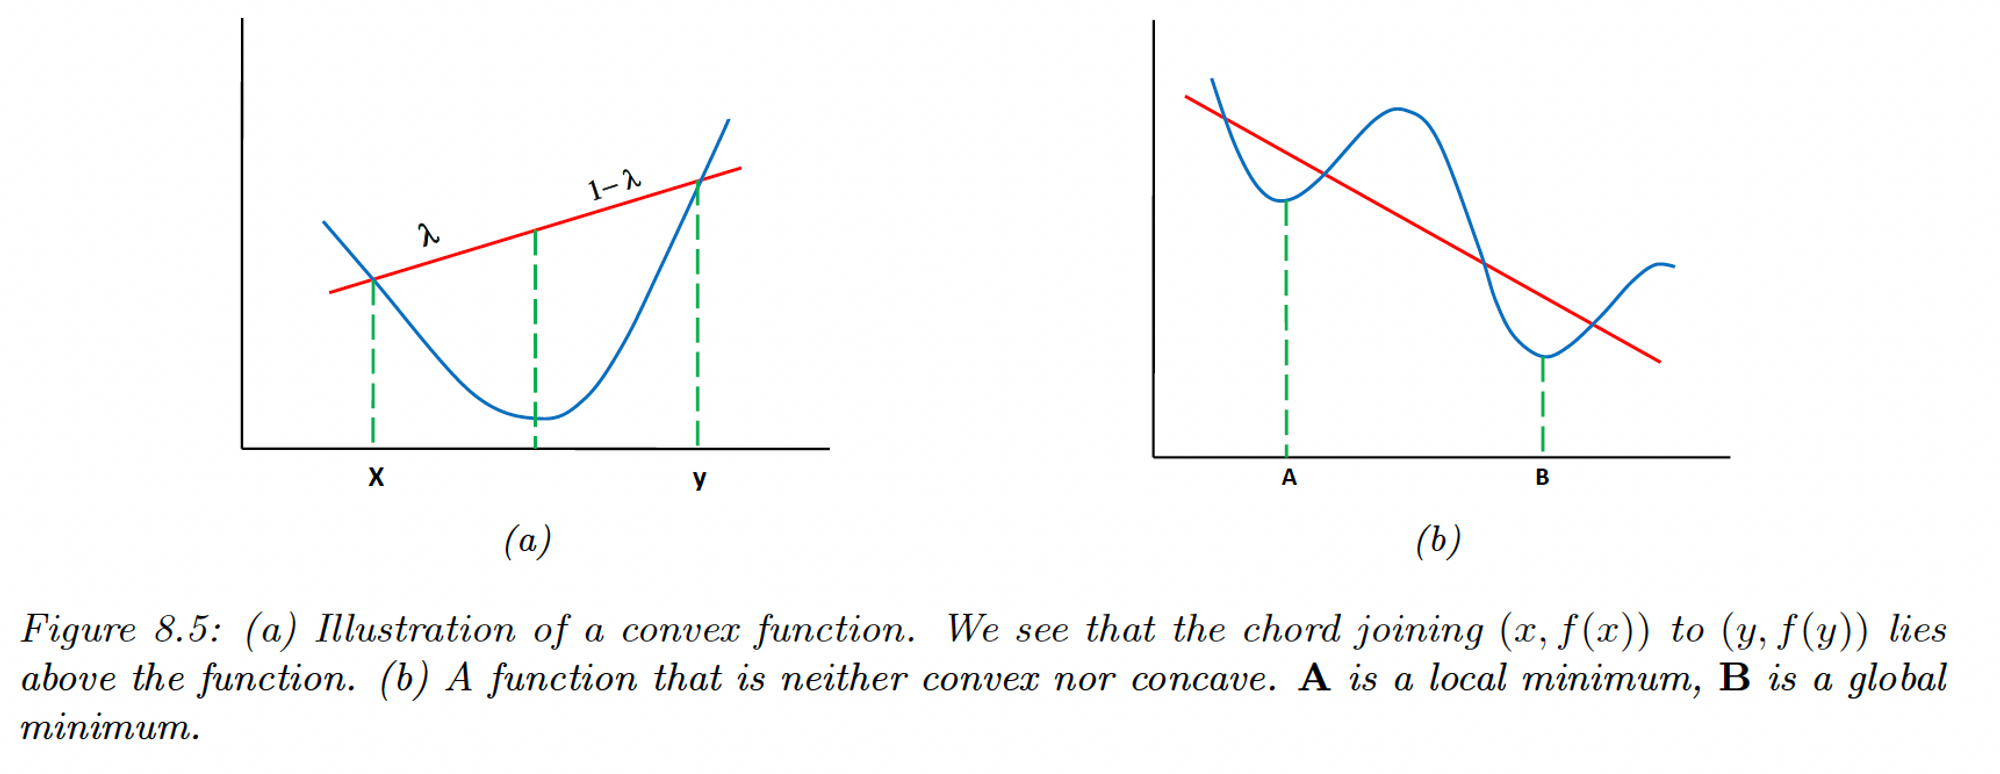 λ
1−λ
X
y
(a)
A
B
(b)
Figure 8.5: (a) Illustration of a convex function. We see that the chord joining (x, f(x)) to (y, f(y)) lies
above the function. (b) A function that is neither convex nor concave. A is a local minimum, B is a global
minimum.